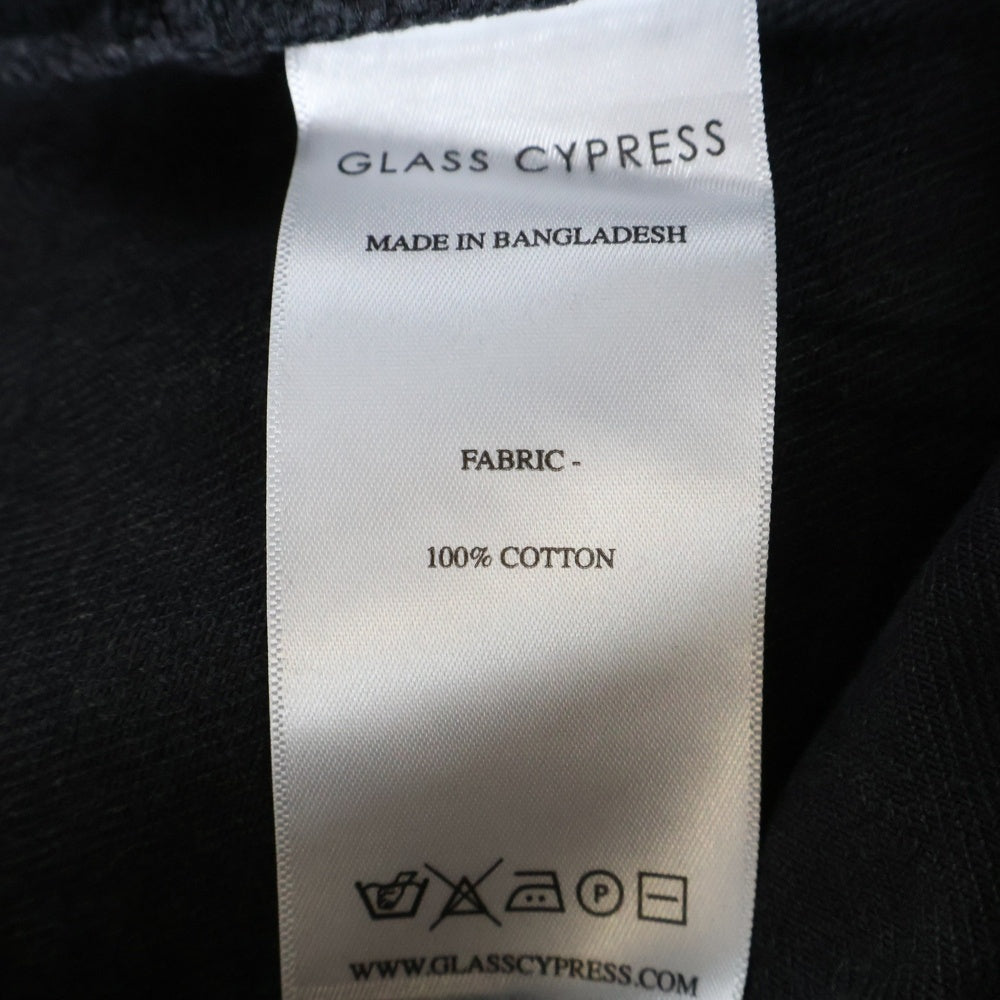 GLASS CYPRESS
MADE IN BANGLADESH
FABRIC -
100% COTTON
P
WWW.GLASSCYPRESS.COM